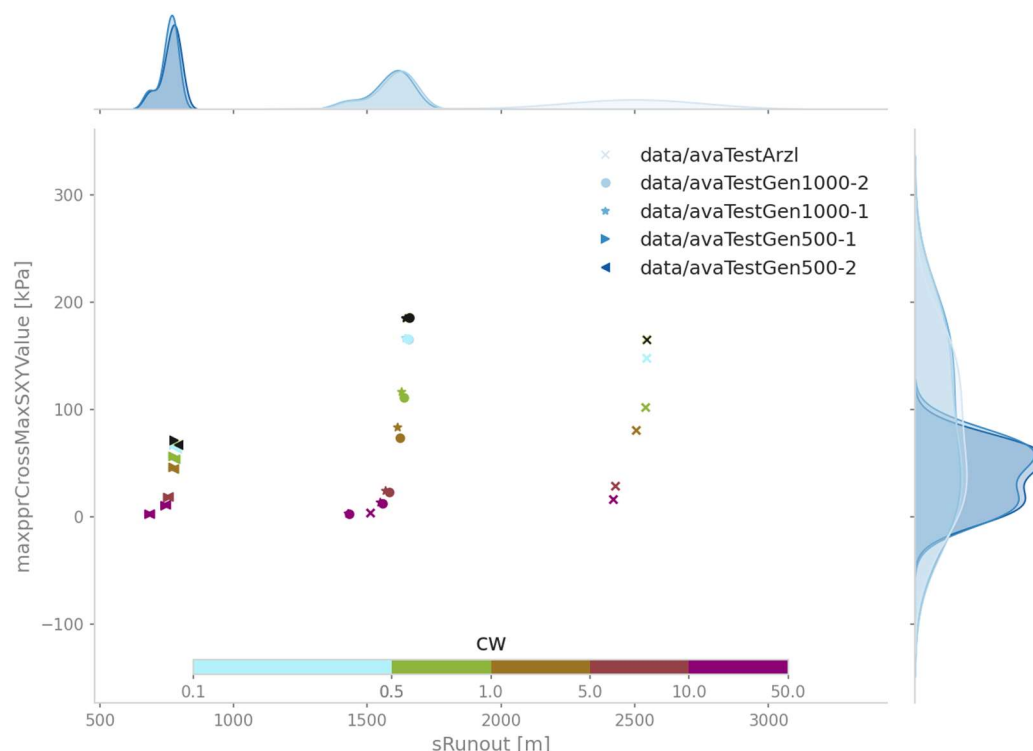 data/avaTestArzl
data/avaTestGen1000-2
data/avaTestGen1000-1
data/avaTestGen500-1
data/avaTestGen500-2
maxpprCrossMaxSXYValue [kPa]
300
200
100
0
−100
cw
0.1 0.5 1.0 5.0 10.0 50.0
500 1000 1500 2000 2500 3000
sRunout [m]